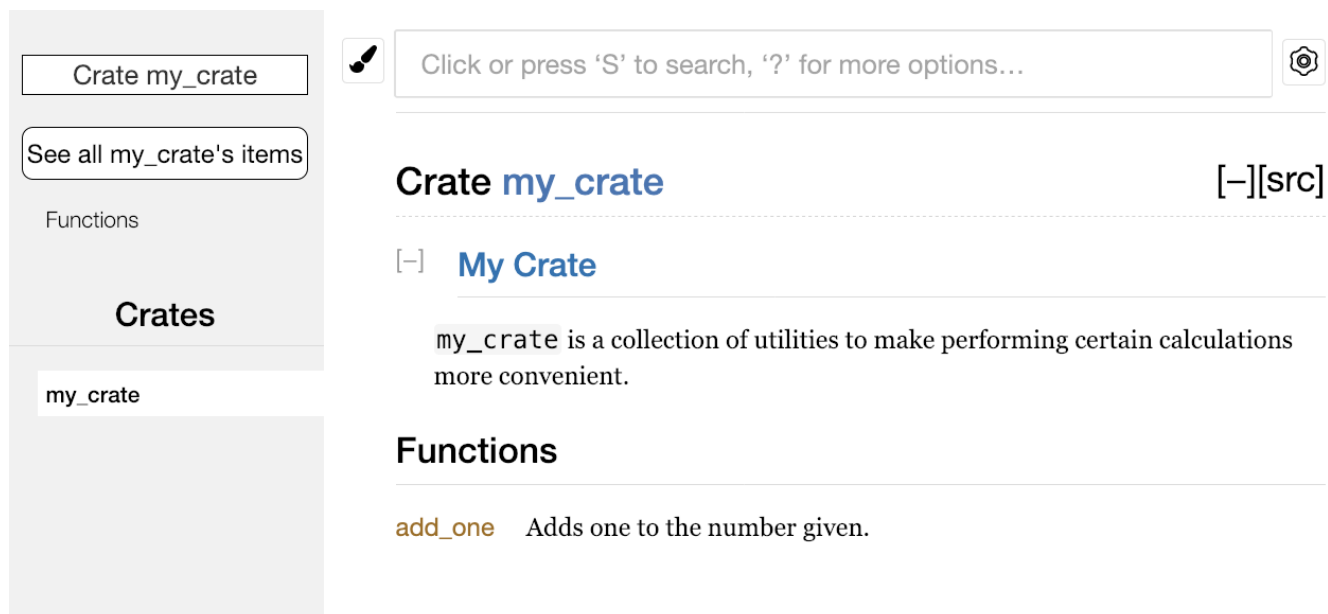 Crate my_crate
See all my_crate's items
Functions
Crates
my_crate
Click or press ‘S’ to search, ‘?’ for more options…
Crate my_crate
[−][src]
[−]
My Crate
my_crate is a collection of utilities to make performing certain calculations
more convenient.
Functions
add_one Adds one to the number given.